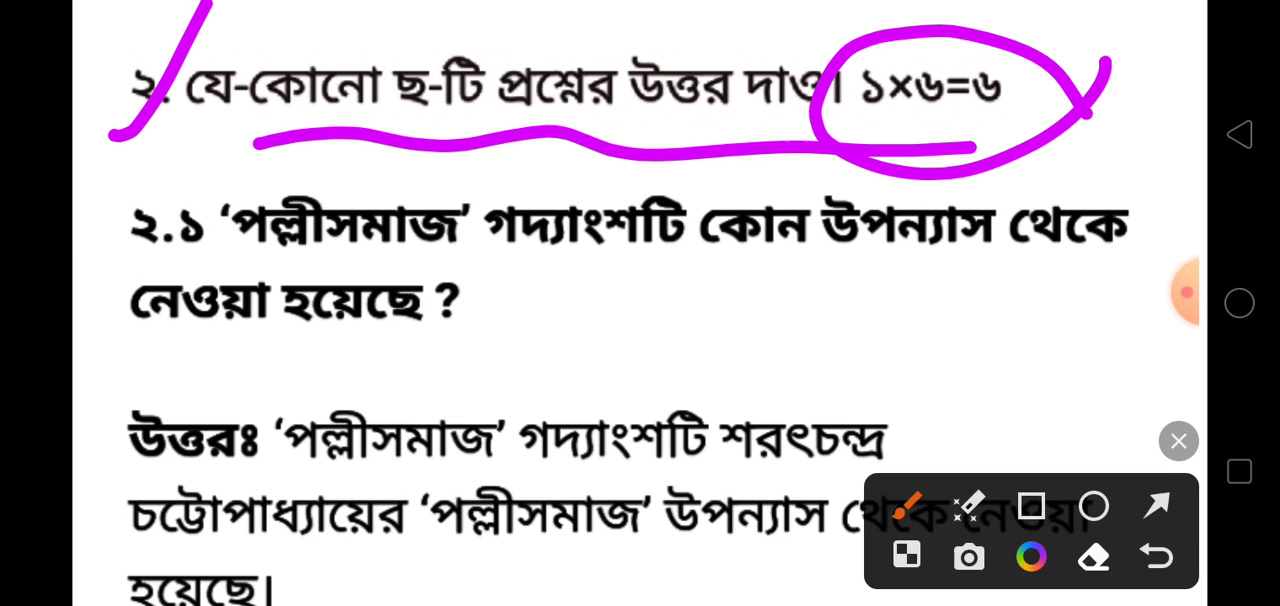 ২. যে-কোনো ছ-টি প্রশ্নের উত্তর দাও। ১×৬=৬
২.১ ‘পল্লীসমাজ’ গদ্যাংশটি কোন উপন্যাস থেকে
নেওয়া হয়েছে ?
উত্তরঃ ‘পল্লীসমাজ’ গদ্যাংশটি শরৎচন্দ্র
চট্টোপাধ্যায়ের ‘পল্লীসমাজ’ উপন্যাস থেকে নেওয়া
হয়েছে।